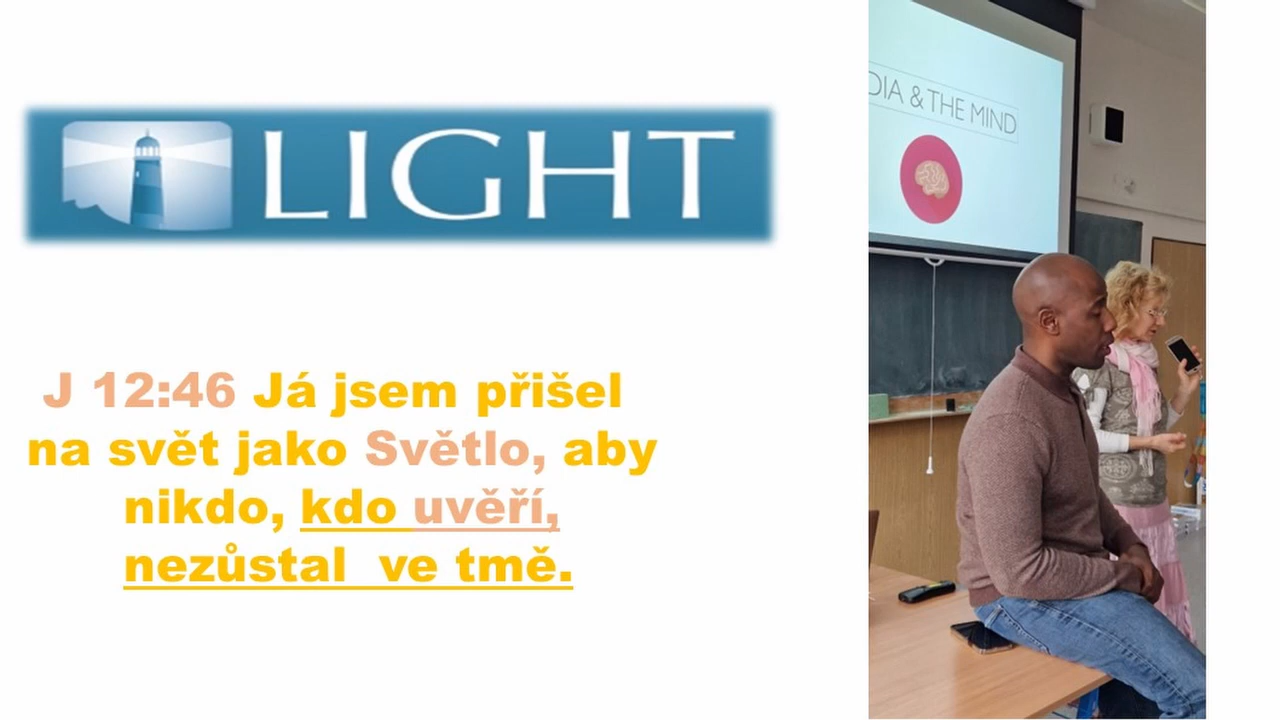 LIGHT
J 12:46 Já jsem přišel
na svět jako Světlo, aby
nikdo, kdo uvěří,
nezůstal  ve tmě.
DIA & THE MIND